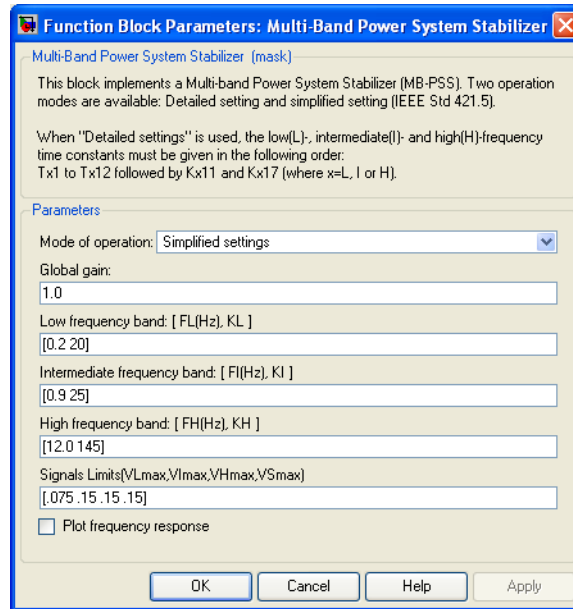 Function Block Parameters: Multi-Band Power System Stabilizer
Multi-Band Power System Stabilizer (mask)
This block implements a Multi-band Power System Stabilizer (MB-PSS). Two operation
modes are available: Detailed setting and simplified setting (IEEE Std 421.5).
When "Detailed settings" is used, the low(L)-, intermediate(I)- and high(H)-frequency
time constants must be given in the following order:
Tx1 to Tx12 followed by Kx11 and Kx17 (where x=L, I or H).
Parameters
Mode of operation: Simplified settings
Global gain:
1.0
Low frequency band: [ FL(Hz), KL ]
[0.2 20]
Intermediate frequency band: [ FI(Hz), KI ]
[0.9 25]
High frequency band: [ FH(Hz), KH ]
[12.0 145]
Signals Limits(VLmax,VImax,VHmax,VSmax)
[.075 .15 .15 .15]
Plot frequency response
OK Cancel Help Apply